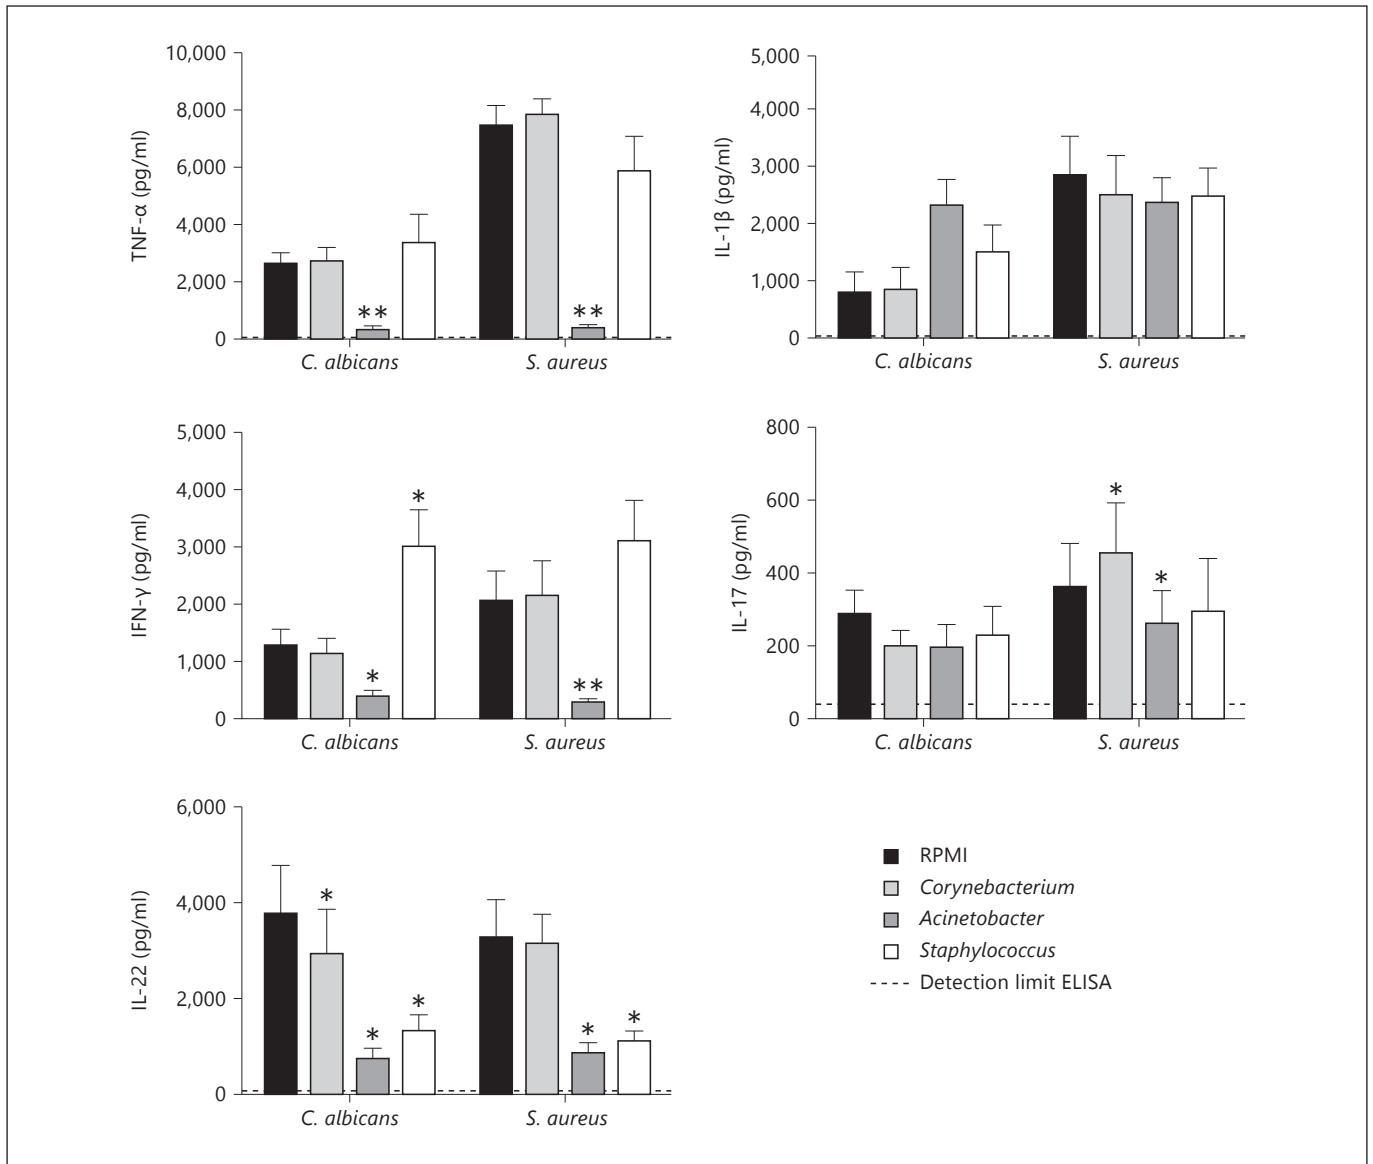 TNF-α (pg/ml)
10,000
8,000
6,000
4,000
2,000
0
**
**
C. albicans
S. aureus
IL-1β (pg/ml)
5,000
4,000
3,000
2,000
1,000
0
C. albicans
S. aureus
IFN-γ (pg/ml)
5,000
4,000
3,000
2,000
1,000
0
*
*
**
C. albicans
S. aureus
IL-17 (pg/ml)
800
600
400
200
0
*
*
C. albicans
S. aureus
IL-22 (pg/ml)
6,000
4,000
2,000
0
*
*
*
*
*
C. albicans
S. aureus
RPMI
Corynebacterium
Acinetobacter
Staphylococcus
Detection limit ELISA